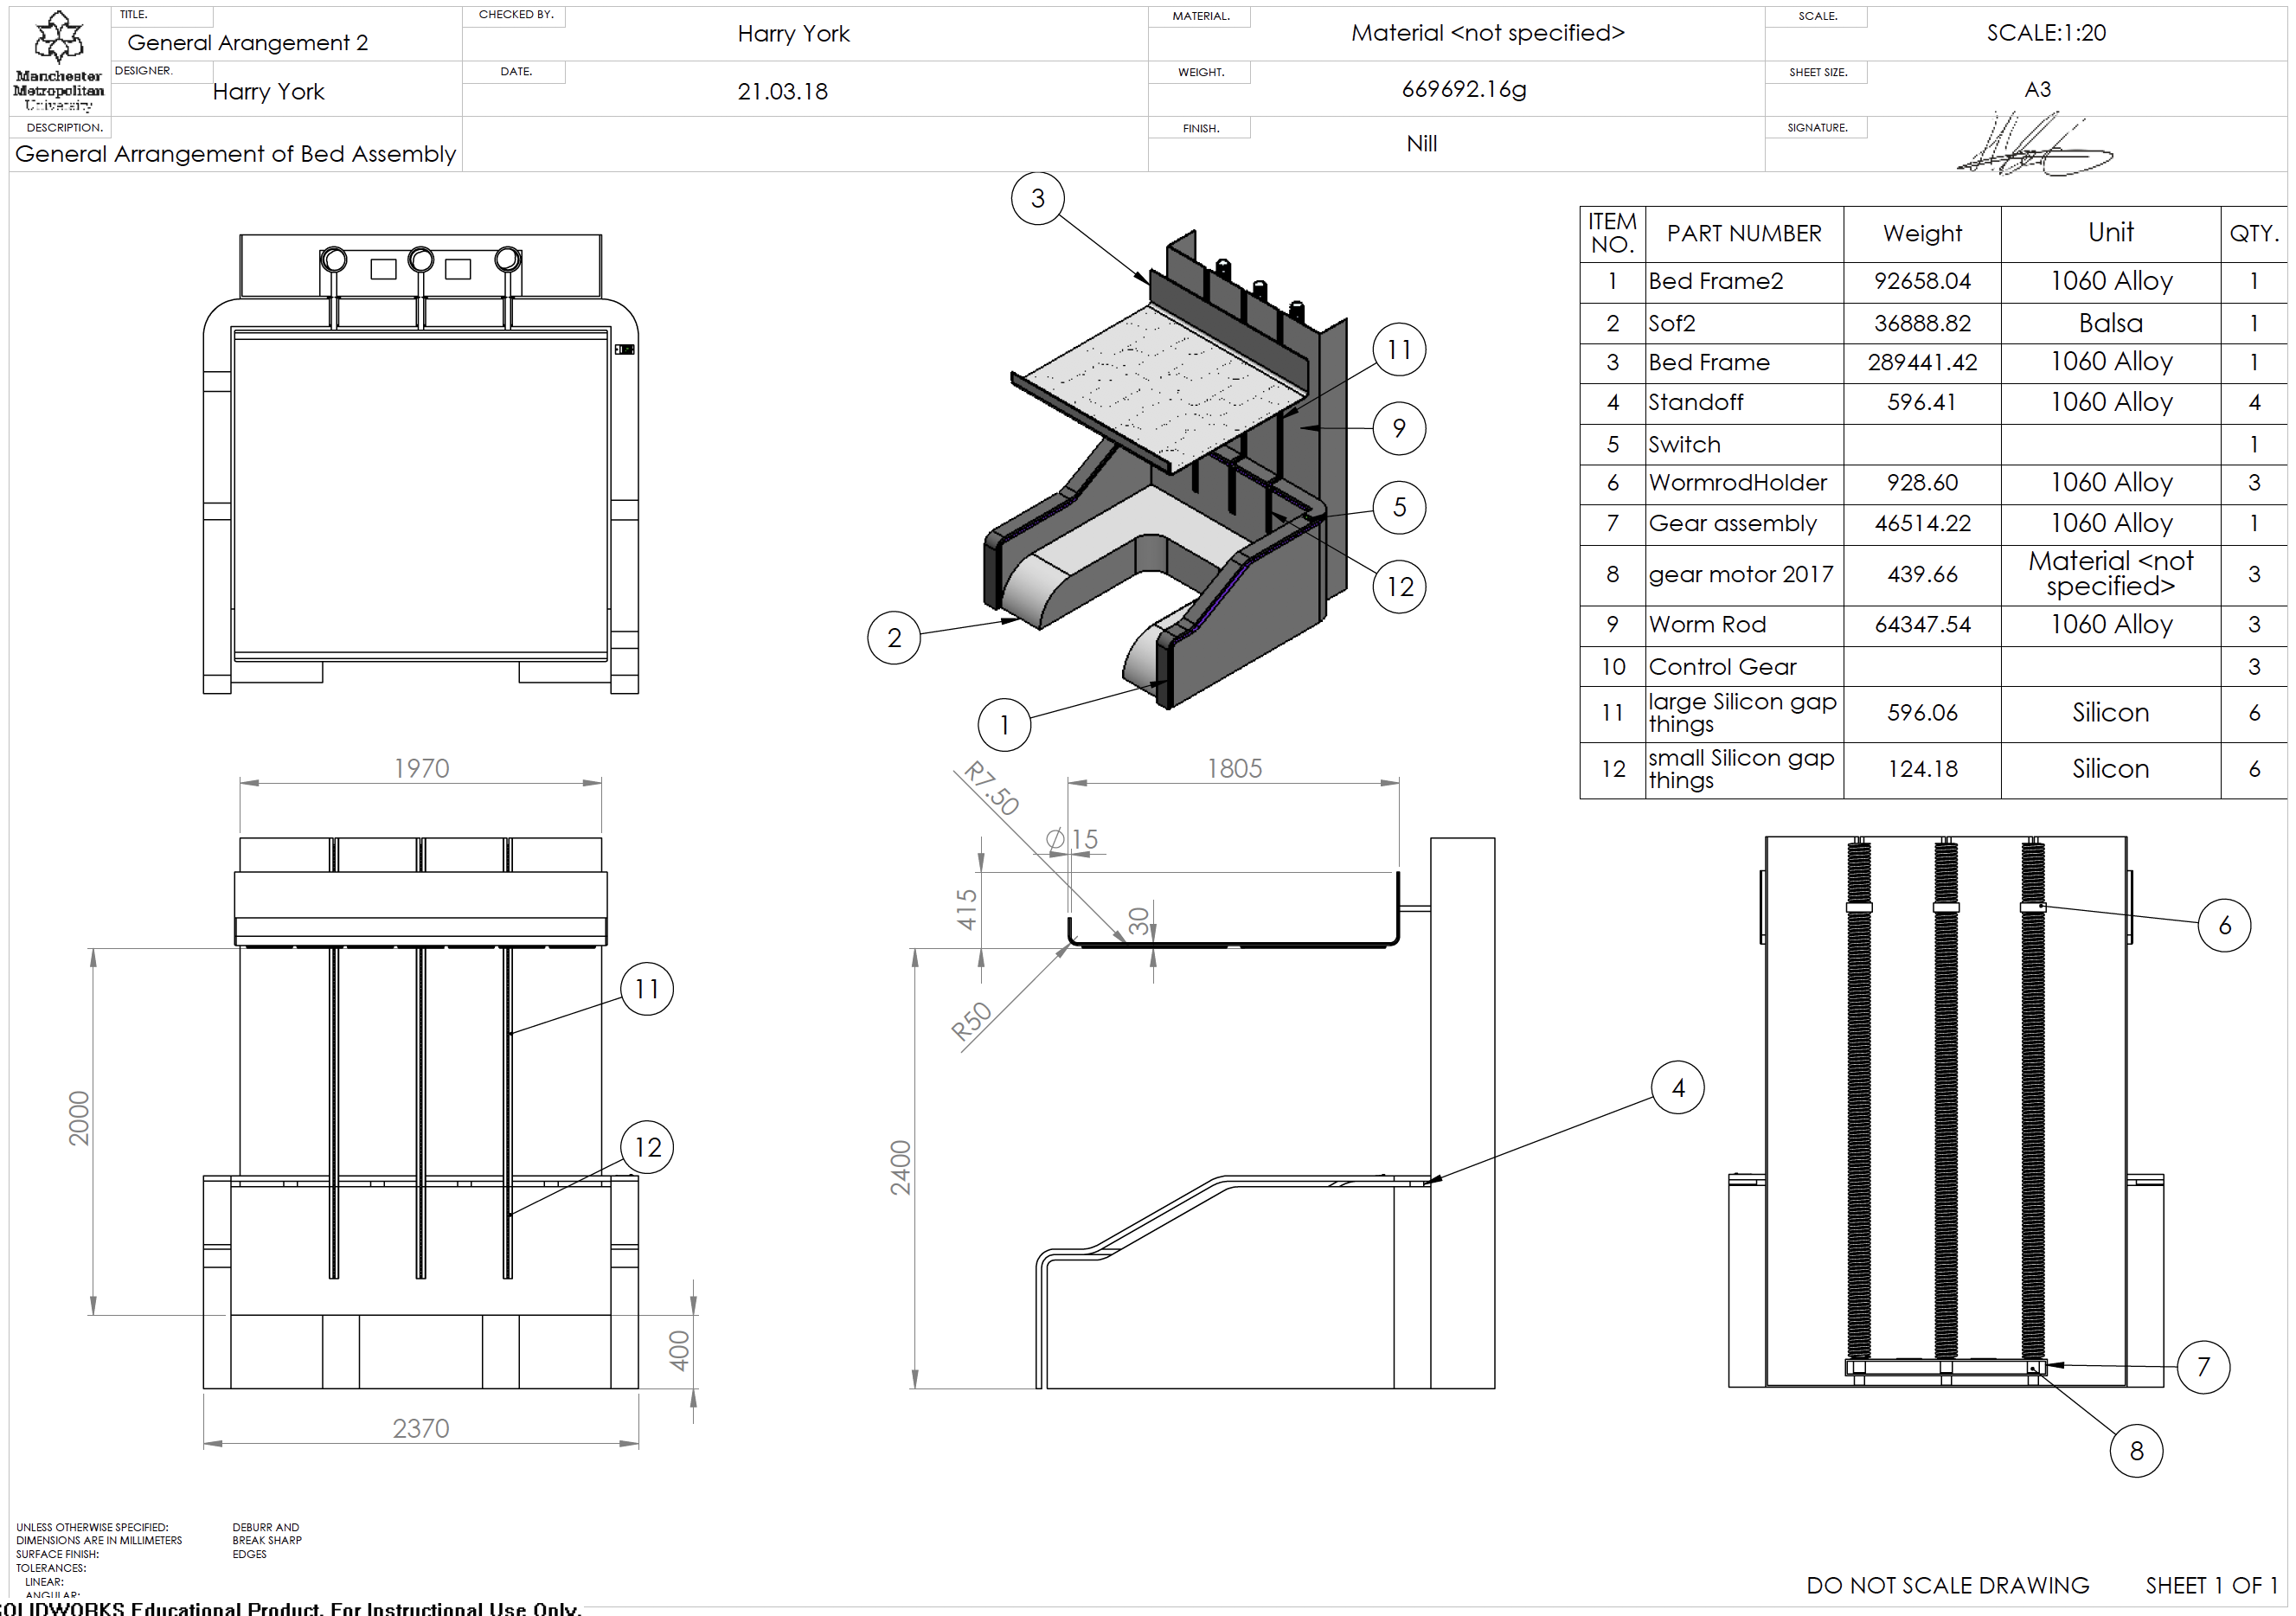 TITLE.
General Arangement 2
CHECKED BY.
Harry York
MATERIAL.
Material <not specified>
SCALE.
SCALE:1:20
Manchester
Metropolitan
University
DESIGNER.
Harry York
DATE.
21.03.18
WEIGHT.
669692.16g
SHEET SIZE.
A3
DESCRIPTION.
General Arrangement of Bed Assembly
FINISH.
Nill
SIGNATURE.
3
11
9
5
12
2
1
ITEM NO. PART NUMBER Weight Unit QTY.
1 Bed Frame2 92658.04 1060 Alloy 1
2 Sof2 36888.82 Balsa 1
3 Bed Frame 289441.42 1060 Alloy 1
4 Standoff 596.41 1060 Alloy 4
5 Switch 1
6 WormrodHolder 928.60 1060 Alloy 3
7 Gear assembly 46514.22 1060 Alloy 1
8 gear motor 2017 439.66 Material <not specified> 3
9 Worm Rod 64347.54 1060 Alloy 3
10 Control Gear 3
11 large Silicon gap things 596.06 Silicon 6
12 small Silicon gap things 124.18 Silicon 6
1970
2000
11
12
400
2370
R7.50
1805
∅15
415
30
R50
2400
4
6
7
8
UNLESS OTHERWISE SPECIFIED:
DIMENSIONS ARE IN MILLIMETERS
SURFACE FINISH:
TOLERANCES:
LINEAR:
ANGULAR:
DEBURR AND
BREAK SHARP
EDGES
DO NOT SCALE DRAWING
SHEET 1 OF 1
SOLIDWORKS Educational Product. For Instructional Use Only.